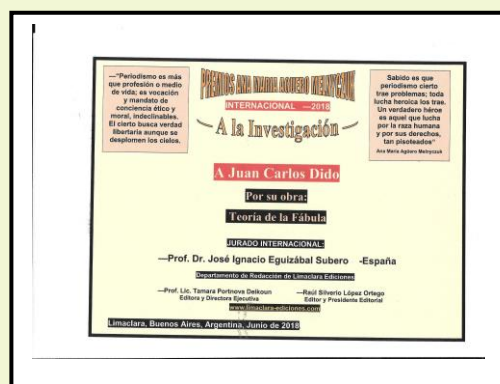 —"Periodismo es más
que profesión o medio
de vida; es vocación
y mandato de
conciencia ético y
moral, indeclinables.
El cierto busca verdad
libertaria aunque se
desplomen los cielos.
PREMIOS ANA MARIA AGUERO MELNYCZUK
INTERNACIONAL —2018
– A la Investigación –
Sabido es que
periodismo cierto
trae problemas; toda
lucha heroica los trae.
Un verdadero héroe
es aquel que lucha
por la raza humana
y por sus derechos,
tan pisoteados"
Ana María Agüero Melnyczuk
A Juan Carlos Dido
Por su obra:
Teoría de la Fábula
JURADO INTERNACIONAL:
—Prof. Dr. José Ignacio Eguizábal Subero -España
Departamento de Redacción de Limaclara Ediciones
—Prof. Lic. Tamara Portnova Deikoun
Editora y Directora Ejecutiva
—Raúl Silverio López Ortego
Editor y Presidente Editorial
www.limaclara-ediciones.com
Limaclara, Buenos Aires, Argentina, Junio de 2018